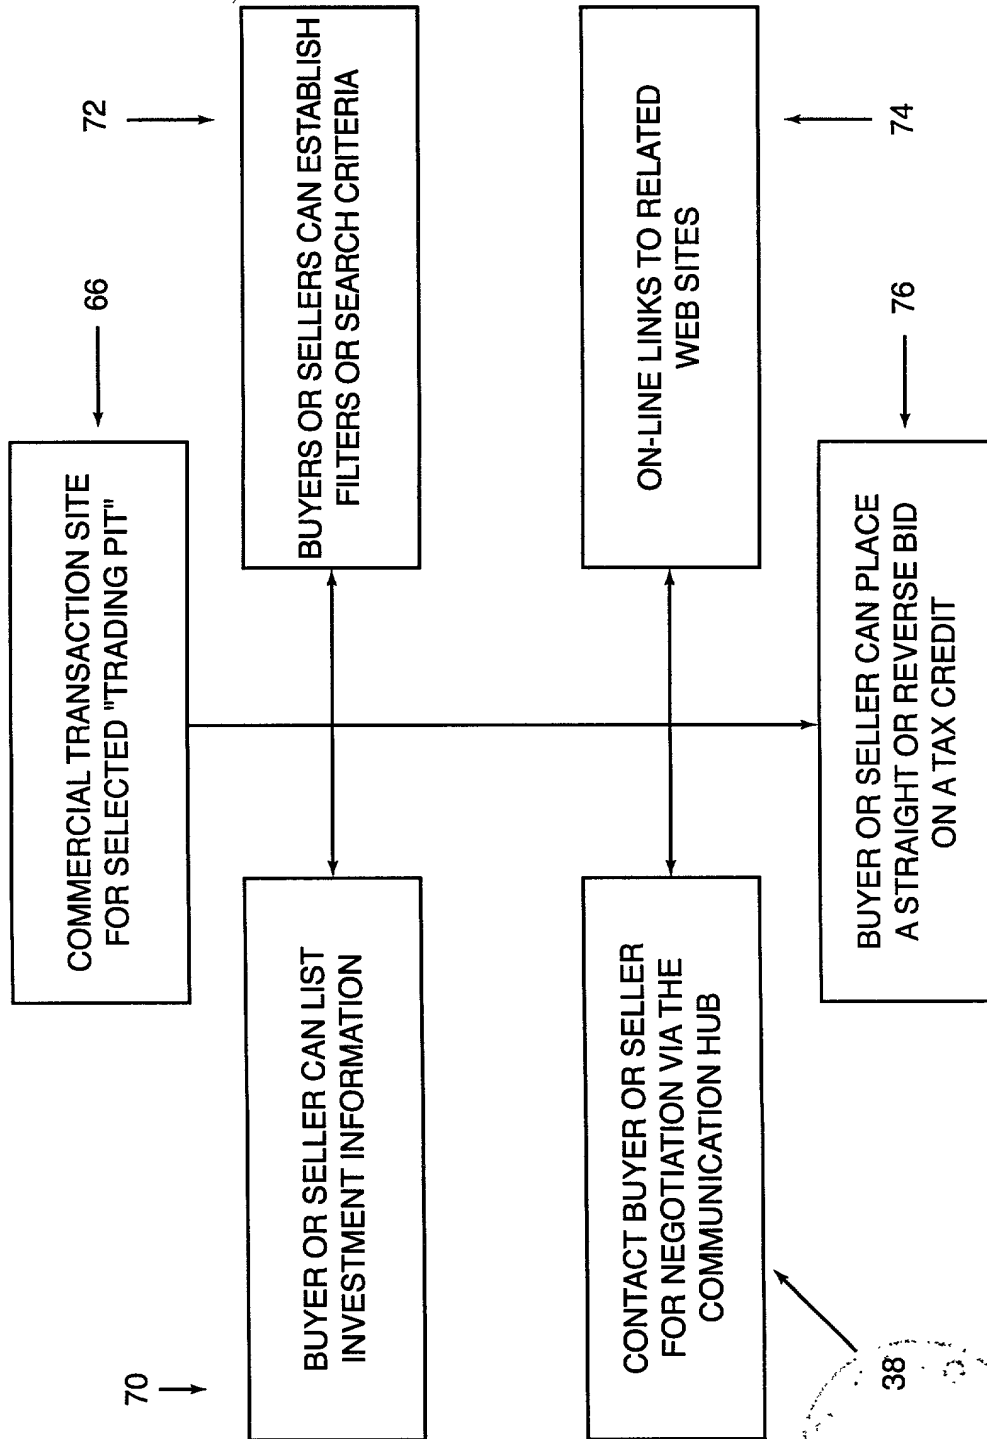 66
COMMERCIAL TRANSACTION SITE
FOR SELECTED "TRADING PIT"
70
BUYER OR SELLER CAN LIST
INVESTMENT INFORMATION
72
BUYERS OR SELLERS CAN ESTABLISH
FILTERS OR SEARCH CRITERIA
38
CONTACT BUYER OR SELLER
FOR NEGOTIATION VIA THE
COMMUNICATION HUB
74
ON-LINE LINKS TO RELATED
WEB SITES
76
BUYER OR SELLER CAN PLACE
A STRAIGHT OR REVERSE BID
ON A TAX CREDIT